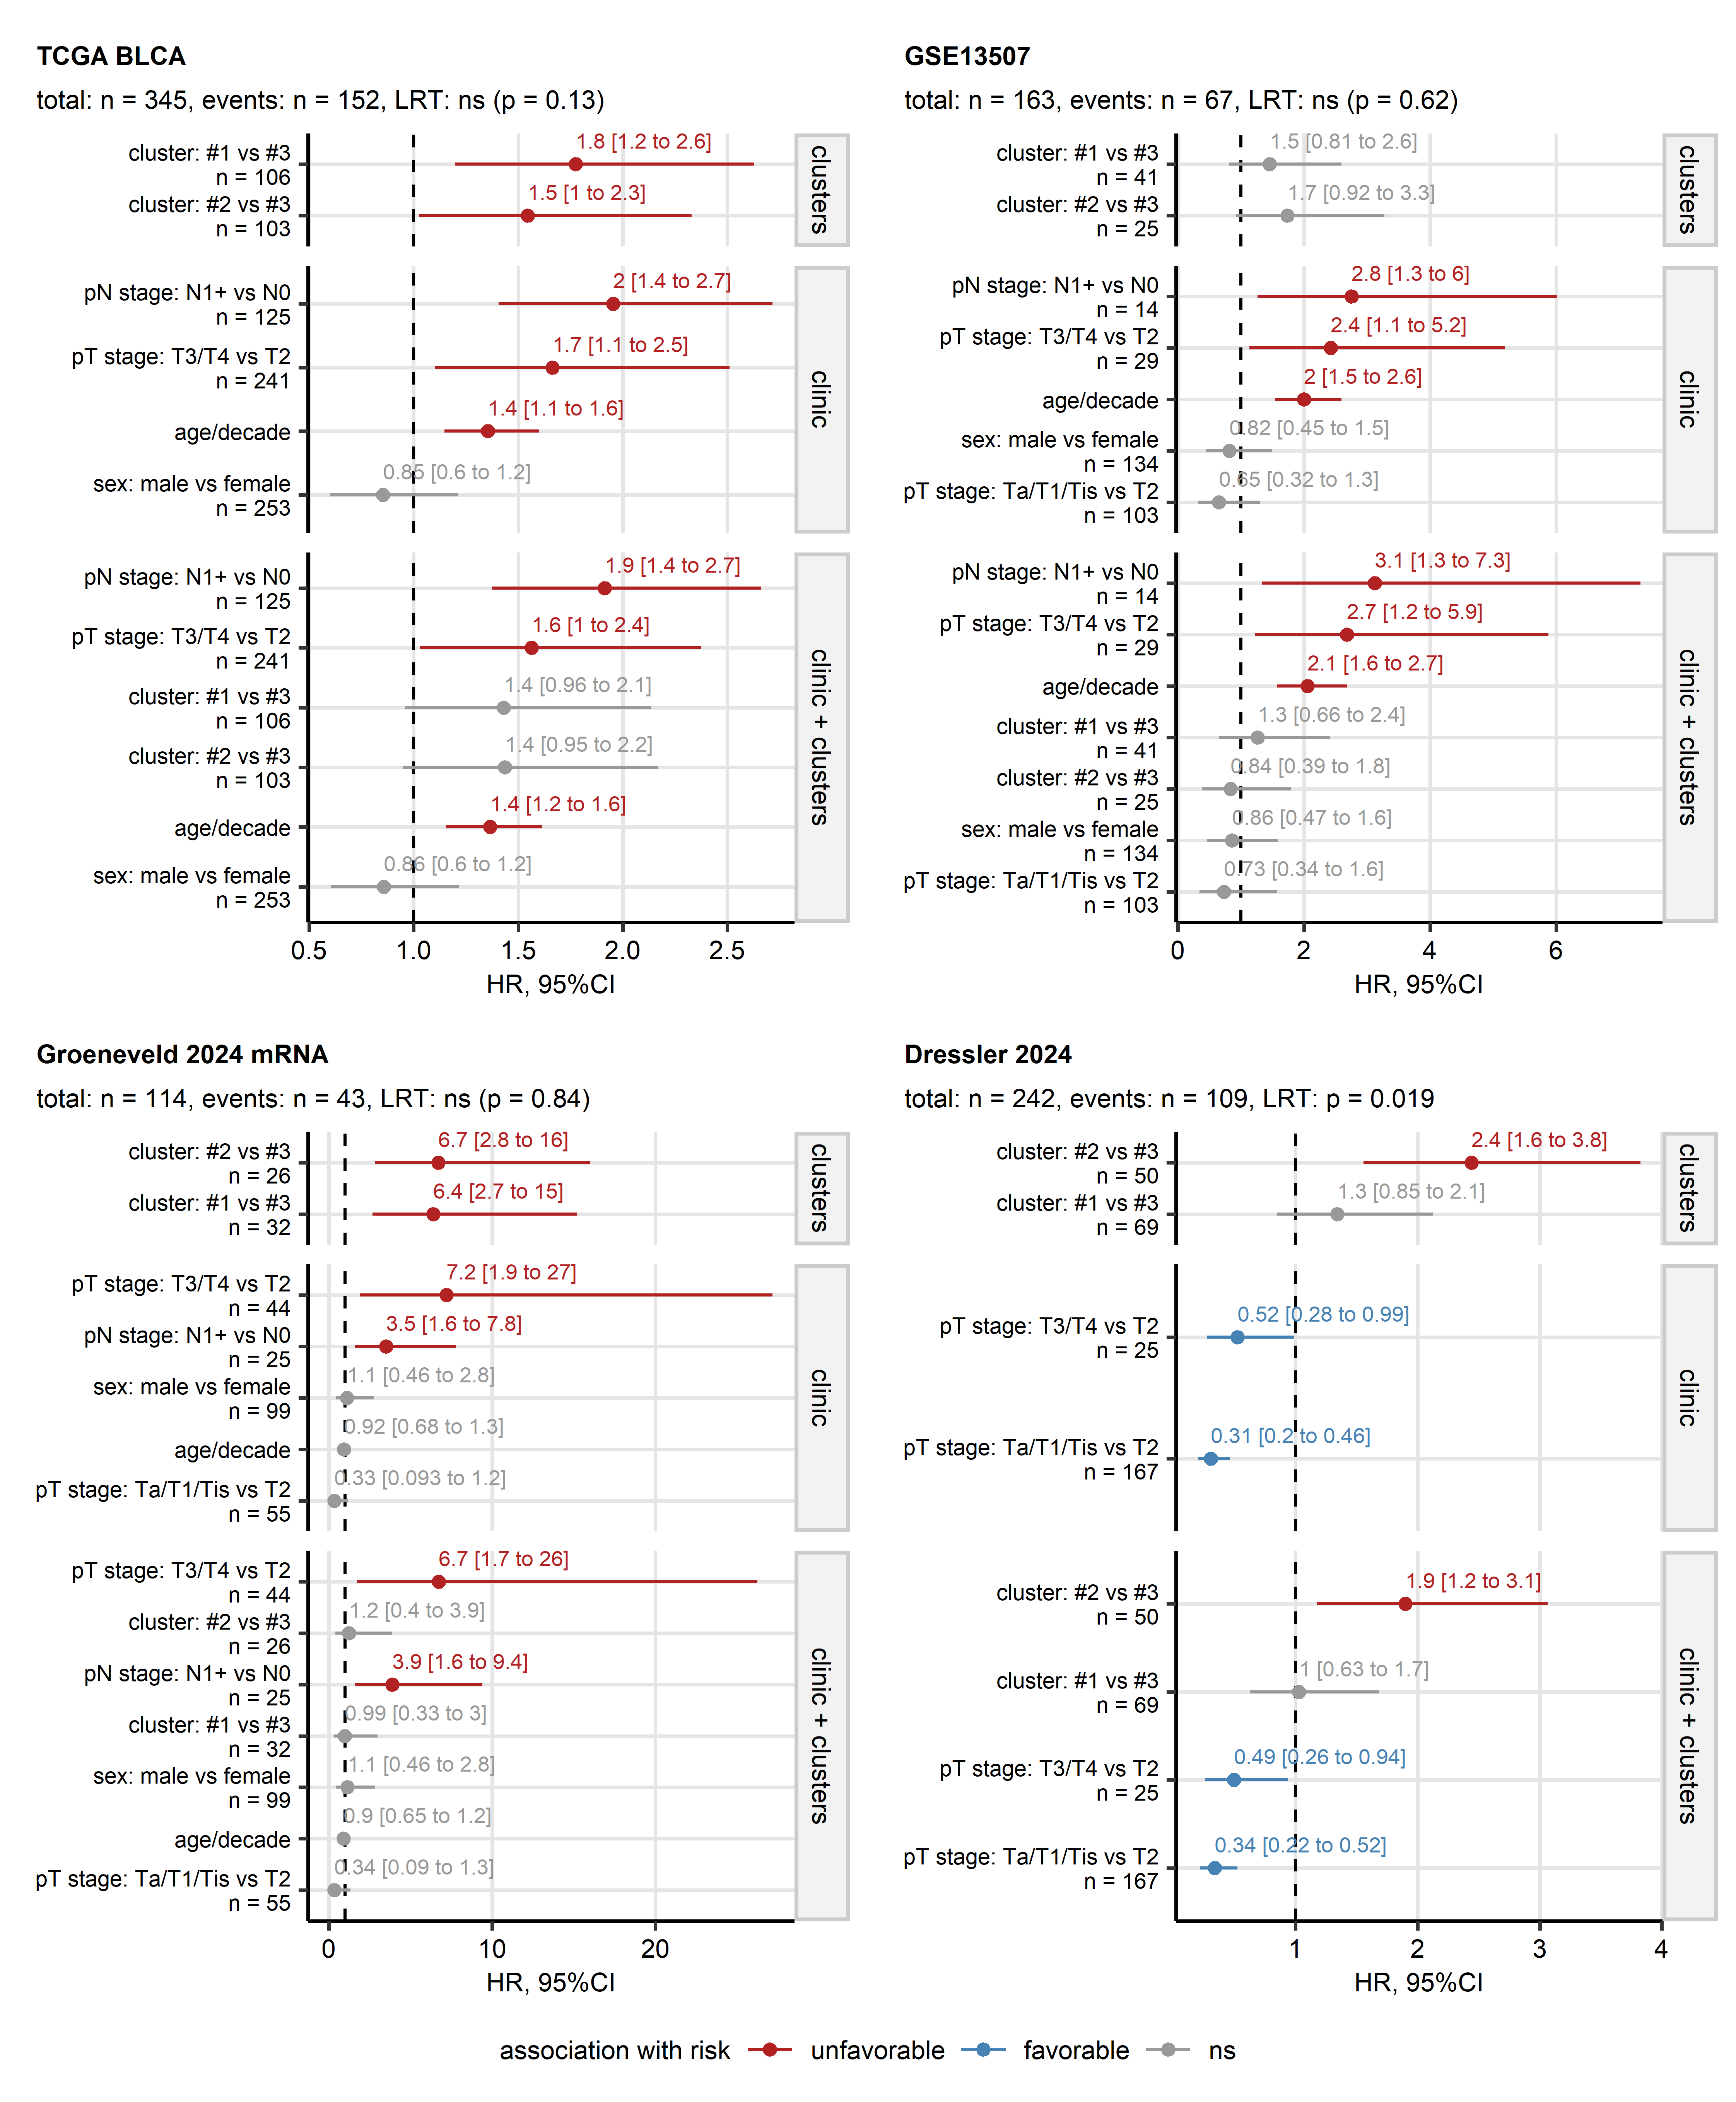 TCGA BLCA
total: n = 345, events: n = 152, LRT: ns (p = 0.13)
cluster: #1 vs #3
n = 106
1.8 [1.2 to 2.6]
cluster: #2 vs #3
n = 103
1.5 [1 to 2.3]
clusters
pN stage: N1+ vs N0
n = 125
2 [1.4 to 2.7]
pT stage: T3/T4 vs T2
n = 241
1.7 [1.1 to 2.5]
age/decade
1.4 [1.1 to 1.6]
sex: male vs female
n = 253
0.85 [0.6 to 1.2]
clinic
pN stage: N1+ vs N0
n = 125
1.9 [1.4 to 2.7]
pT stage: T3/T4 vs T2
n = 241
1.6 [1 to 2.4]
cluster: #1 vs #3
n = 106
1.4 [0.96 to 2.1]
cluster: #2 vs #3
n = 103
1.4 [0.95 to 2.2]
age/decade
1.4 [1.2 to 1.6]
sex: male vs female
n = 253
0.86 [0.6 to 1.2]
clinic + clusters
0.5 1.0 1.5 2.0 2.5
HR, 95%CI
GSE13507
total: n = 163, events: n = 67, LRT: ns (p = 0.62)
cluster: #1 vs #3
n = 41
1.5 [0.81 to 2.6]
cluster: #2 vs #3
n = 25
1.7 [0.92 to 3.3]
clusters
pN stage: N1+ vs N0
n = 14
2.8 [1.3 to 6]
pT stage: T3/T4 vs T2
n = 29
2.4 [1.1 to 5.2]
age/decade
2 [1.5 to 2.6]
sex: male vs female
n = 134
0.82 [0.45 to 1.5]
pT stage: Ta/T1/Tis vs T2
n = 103
0.65 [0.32 to 1.3]
clinic
pN stage: N1+ vs N0
n = 14
3.1 [1.3 to 7.3]
pT stage: T3/T4 vs T2
n = 29
2.7 [1.2 to 5.9]
age/decade
2.1 [1.6 to 2.7]
cluster: #1 vs #3
n = 41
1.3 [0.66 to 2.4]
cluster: #2 vs #3
n = 25
0.84 [0.39 to 1.8]
sex: male vs female
n = 134
0.86 [0.47 to 1.6]
pT stage: Ta/T1/Tis vs T2
n = 103
0.73 [0.34 to 1.6]
clinic + clusters
0 2 4 6
HR, 95%CI
Groeneveld 2024 mRNA
total: n = 114, events: n = 43, LRT: ns (p = 0.84)
cluster: #2 vs #3
n = 26
6.7 [2.8 to 16]
cluster: #1 vs #3
n = 32
6.4 [2.7 to 15]
clusters
pT stage: T3/T4 vs T2
n = 44
7.2 [1.9 to 27]
pN stage: N1+ vs N0
n = 25
3.5 [1.6 to 7.8]
sex: male vs female
n = 99
1.1 [0.46 to 2.8]
age/decade
0.92 [0.68 to 1.3]
pT stage: Ta/T1/Tis vs T2
n = 55
0.33 [0.093 to 1.2]
clinic
pT stage: T3/T4 vs T2
n = 44
6.7 [1.7 to 26]
cluster: #2 vs #3
n = 26
1.2 [0.4 to 3.9]
pN stage: N1+ vs N0
n = 25
3.9 [1.6 to 9.4]
cluster: #1 vs #3
n = 32
0.99 [0.33 to 3]
sex: male vs female
n = 99
1.1 [0.46 to 2.8]
age/decade
0.9 [0.65 to 1.2]
pT stage: Ta/T1/Tis vs T2
n = 55
0.34 [0.09 to 1.3]
clinic + clusters
0 10 20
HR, 95%CI
Dressler 2024
total: n = 242, events: n = 109, LRT: p = 0.019
cluster: #2 vs #3
n = 50
2.4 [1.6 to 3.8]
cluster: #1 vs #3
n = 69
1.3 [0.85 to 2.1]
clusters
pT stage: T3/T4 vs T2
n = 25
0.52 [0.28 to 0.99]
pT stage: Ta/T1/Tis vs T2
n = 167
0.31 [0.2 to 0.46]
clinic
cluster: #2 vs #3
n = 50
1.9 [1.2 to 3.1]
cluster: #1 vs #3
n = 69
1 [0.63 to 1.7]
pT stage: T3/T4 vs T2
n = 25
0.49 [0.26 to 0.94]
pT stage: Ta/T1/Tis vs T2
n = 167
0.34 [0.22 to 0.52]
clinic + clusters
1 2 3 4
HR, 95%CI
association with risk unfavorable favorable ns